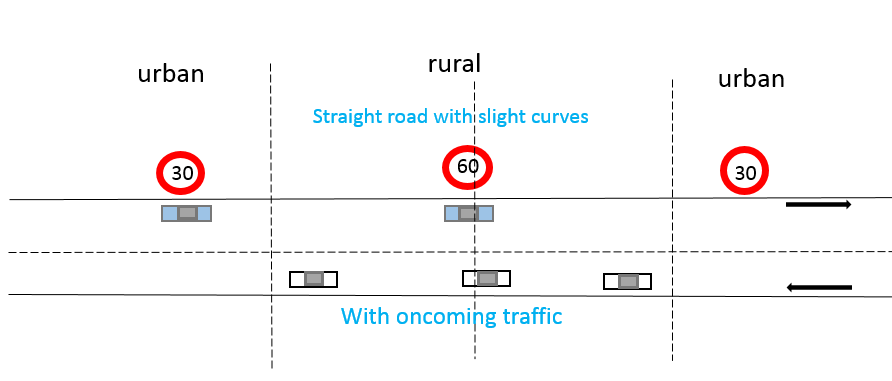 urban
rural
urban
Straight road with slight curves
30
60
30
With oncoming traffic